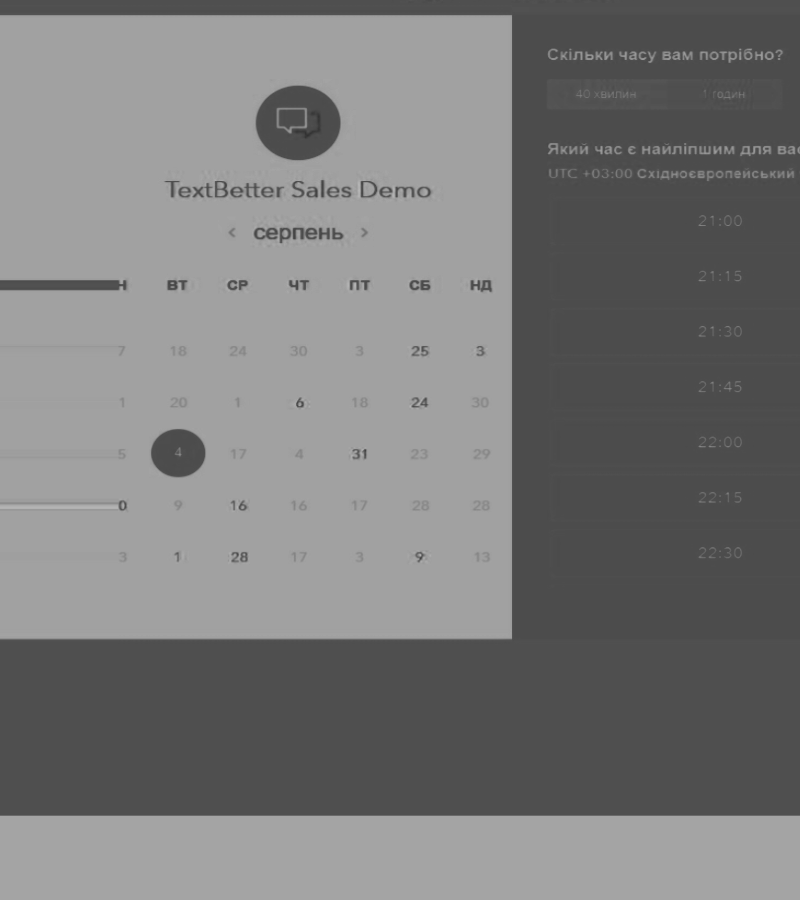 TextBetter Sales Demo
‹ серпень ›
Н ВТ СР ЧТ ПТ СБ НД
7 18 24 30 3 25 3
1 20 1 6 18 24 30
5 4 17 4 31 23 29
0 9 16 16 17 28 28
3 1 28 17 3 9 13
Скільки часу вам потрібно?
40 хвилин 1 годин
Який час є найліпшим для вас
UTC +03:00 Східноєвропейський
21:00
21:15
21:30
21:45
22:00
22:15
22:30